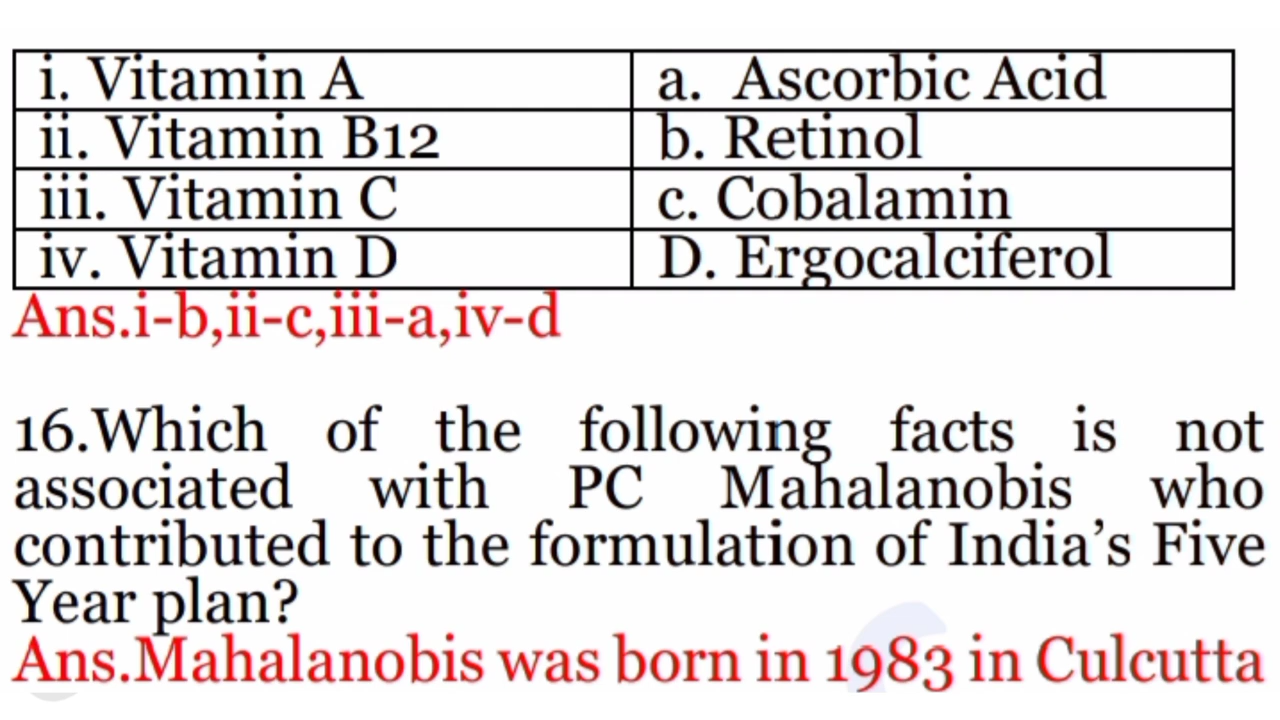 i. Vitamin A a. Ascorbic Acid
ii. Vitamin B12 b. Retinol
iii. Vitamin C c. Cobalamin
iv. Vitamin D D. Ergocalciferol
Ans.i-b,ii-c,iii-a,iv-d
16.Which of the following facts is not
associated with PC Mahalanobis who
contributed to the formulation of India’s Five
Year plan?
Ans.Mahalanobis was born in 1983 in Culcutta